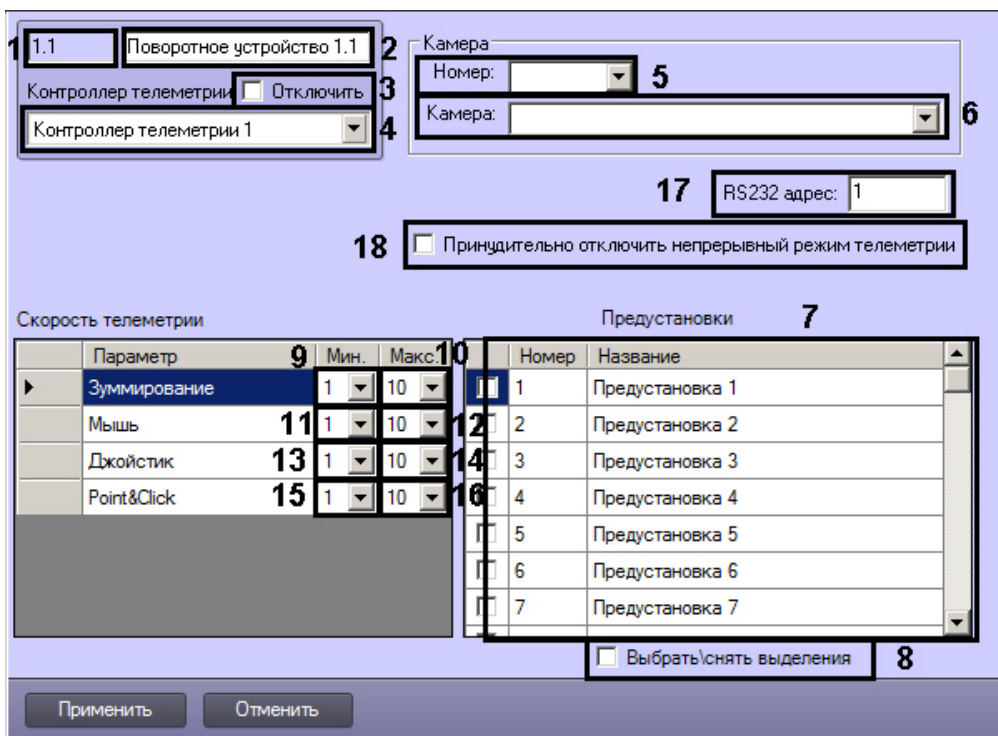 1 1.1 Поворотное устройство 1.1 2
Контроллер телеметрии Отключить 3
Контроллер телеметрии 1 4
Камера
Номер: 5
Камера: 6
17 RS232 адрес: 1
18 Принудительно отключить непрерывный режим телеметрии
Скорость телеметрии
Параметр 9 Мин. Макс. 10
Зуммирование 1 10
Мышь 11 1 10 12
Джойстик 13 1 10 14
Point&Click 15 1 10 16
Предустановки 7
Номер Название
1 Предустановка 1
2 Предустановка 2
3 Предустановка 3
4 Предустановка 4
5 Предустановка 5
6 Предустановка 6
7 Предустановка 7
Выбрать\снять выделения 8
Применить Отменить